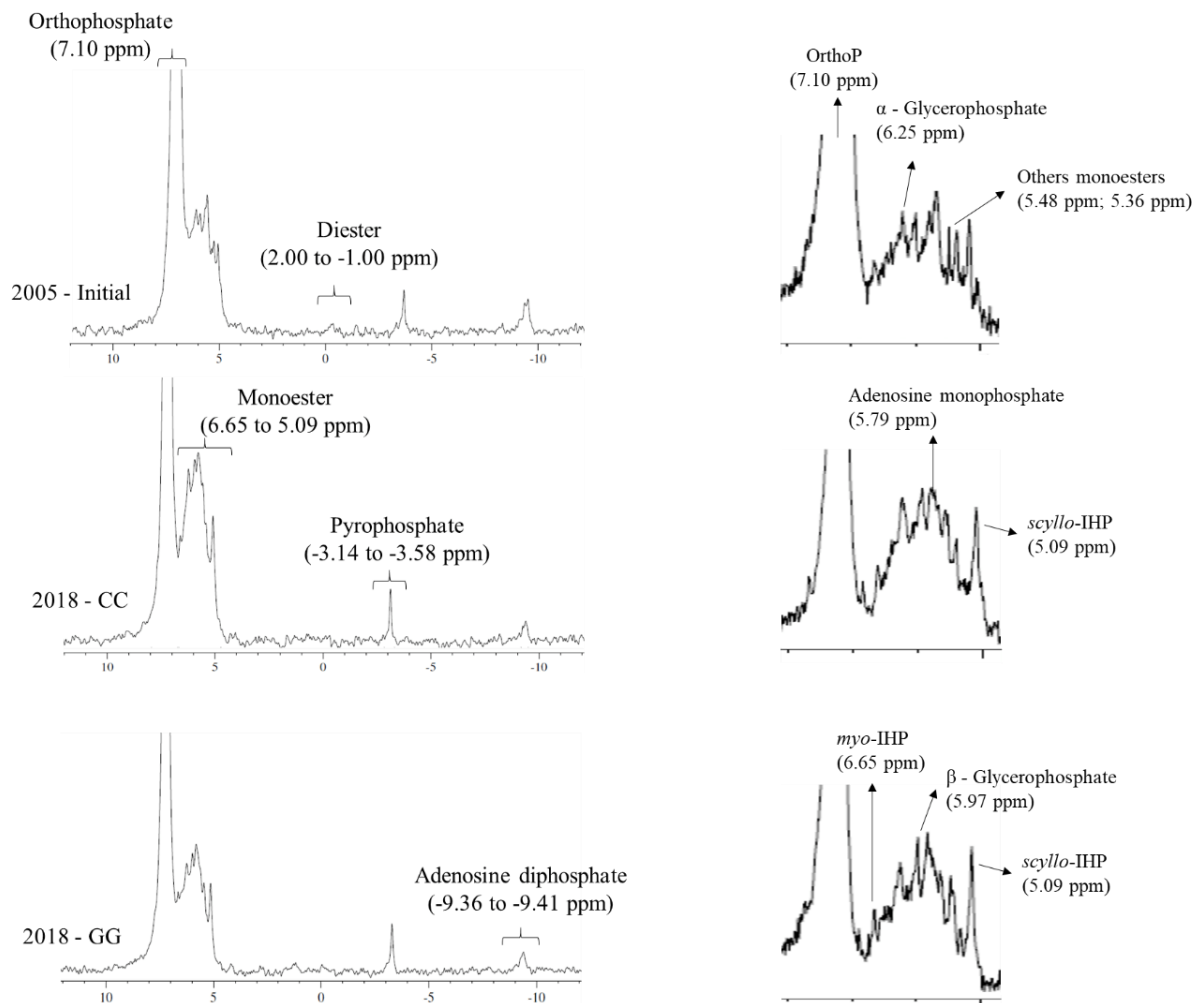 Orthophosphate
(7.10 ppm)
Diester
(2.00 to -1.00 ppm)
2005 - Initial
10 5 0 -5 -10
OrthoP
(7.10 ppm)
α - Glycerophosphate
(6.25 ppm)
Others monoesters
(5.48 ppm; 5.36 ppm)
Monoester
(6.65 to 5.09 ppm)
Pyrophosphate
(-3.14 to -3.58 ppm)
2018 - CC
10 5 0 -5 -10
Adenosine monophosphate
(5.79 ppm)
scyllo-IHP
(5.09 ppm)
Adenosine diphosphate
(-9.36 to -9.41 ppm)
2018 - GG
10 5 0 -5 -10
myo-IHP
(6.65 ppm)
β - Glycerophosphate
(5.97 ppm)
scyllo-IHP
(5.09 ppm)